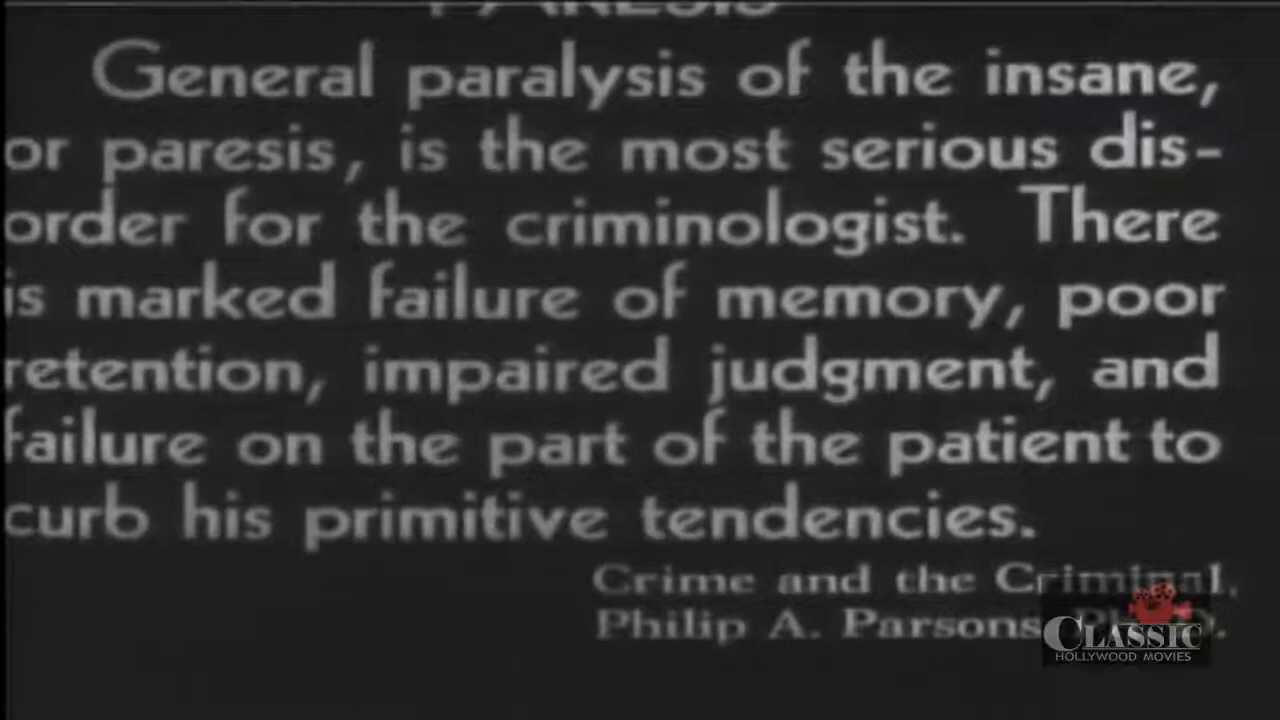 PARESIS
General paralysis of the insane,
or paresis, is the most serious dis-
order for the criminologist. There
is marked failure of memory, poor
retention, impaired judgment, and
failure on the part of the patient to
curb his primitive tendencies.
Crime and the Criminal,
Philip A. Parsons, Ph.D.
CLASSIC
HOLLYWOOD MOVIES